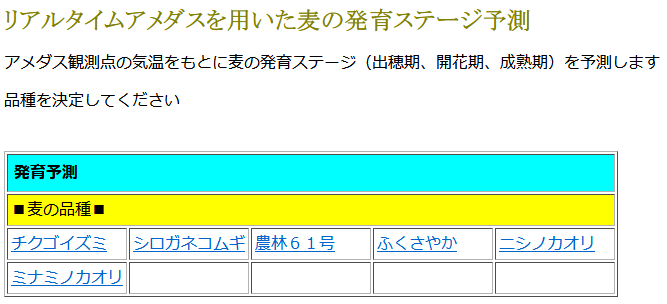 リアルタイムアメダスを用いた麦の発育ステージ予測
アメダス観測点の気温をもとに麦の発育ステージ（出穂期、開花期、成熟期）を予測します
品種を決定してください
発育予測
■麦の品種■
チクゴイズミ シロガネコムギ 農林６１号 ふくさやか ニシノカオリ
ミナミノカオリ